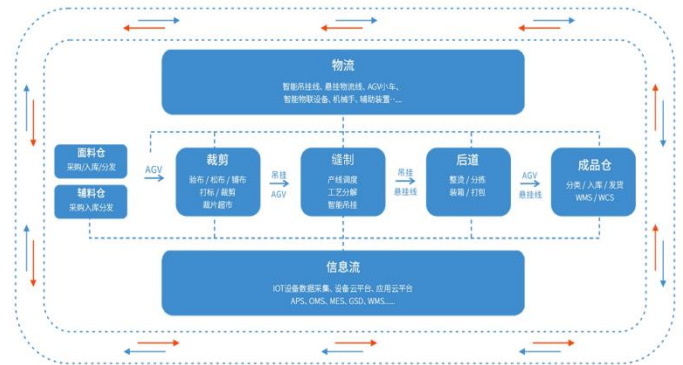 物流
智能吊挂线、悬挂物流线、AGV小车、
智能物联设备、机械手、辅助装置……
面料仓
采购/入库/分发
辅料仓
采购入库分发
AGV
裁剪
验布 / 松布 / 铺布
打标 / 裁剪
裁片超市
吊挂
AGV
缝制
产线调度
工艺分解
智能吊挂
吊挂
悬挂线
后道
整烫 / 分拣
装箱 / 打包
AGV
悬挂线
成品仓
分类 / 入库 / 发货
WMS / WCS
信息流
IOT设备数据采集、设备云平台、应用云平台
APS、OMS、MES、GSD、WMS……